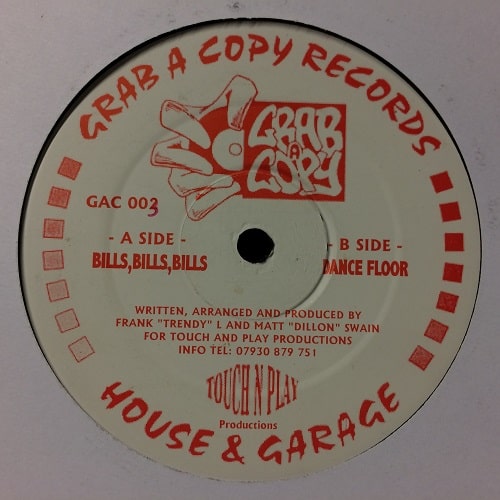 GRAB A COPY RECORDS
GRAB
A
COPY
GAC 003
- A SIDE -
BILLS,BILLS,BILLS
- B SIDE -
DANCE FLOOR
WRITTEN, ARRANGED AND PRODUCED BY
FRANK "TRENDY" L AND MATT "DILLON" SWAIN
FOR TOUCH AND PLAY PRODUCTIONS
INFO TEL: 07930 879 751
TOUCH N PLAY
Productions
HOUSE & GARAGE